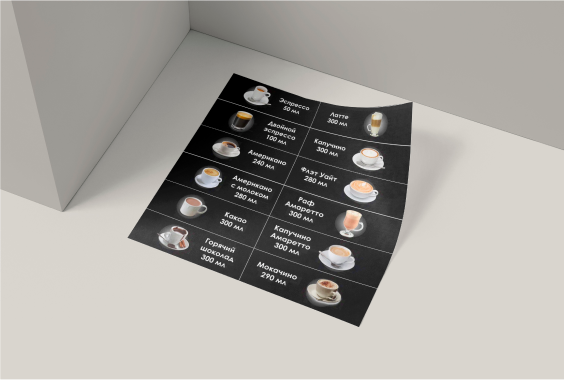 Эспрессо
50 мл
Двойной
эспрессо
100 мл
Американо
240 мл
Американо
с молоком
280 мл
Какао
300 мл
Горячий
шоколад
300 мл
Латте
300 мл
Капучино
300 мл
Флэт Уайт
280 мл
Раф
Амаретто
300 мл
Капучино
Амаретто
300 мл
Мокачино
290 мл